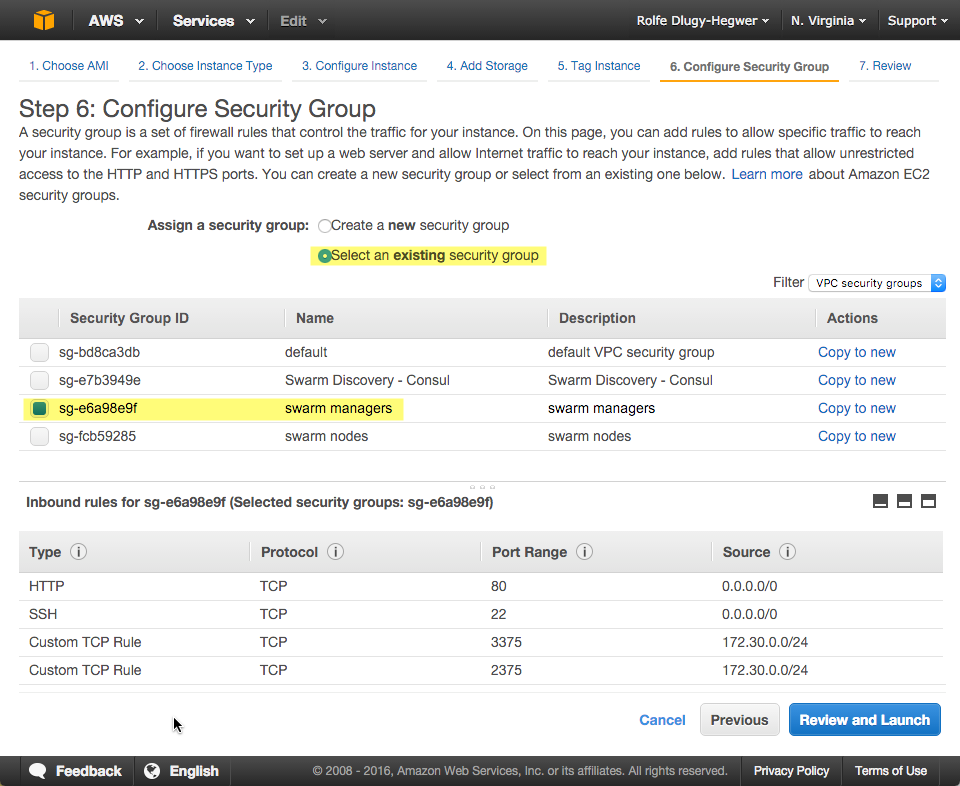 AWS Services Edit Rolfe Dlugy-Hegwer N. Virginia Support
1. Choose AMI 2. Choose Instance Type 3. Configure Instance 4. Add Storage 5. Tag Instance 6. Configure Security Group 7. Review
Step 6: Configure Security Group
A security group is a set of firewall rules that control the traffic for your instance. On this page, you can add rules to allow specific traffic to reach
your instance. For example, if you want to set up a web server and allow Internet traffic to reach your instance, add rules that allow unrestricted
access to the HTTP and HTTPS ports. You can create a new security group or select from an existing one below. Learn more about Amazon EC2
security groups.
Assign a security group: Create a new security group
Select an existing security group
Filter VPC security groups
Security Group ID Name Description Actions
sg-bd8ca3db default default VPC security group Copy to new
sg-e7b3949e Swarm Discovery - Consul Swarm Discovery - Consul Copy to new
sg-e6a98e9f swarm managers swarm managers Copy to new
sg-fcb59285 swarm nodes swarm nodes Copy to new
Inbound rules for sg-e6a98e9f (Selected security groups: sg-e6a98e9f)
Type i Protocol i Port Range i Source i
HTTP TCP 80 0.0.0.0/0
SSH TCP 22 0.0.0.0/0
Custom TCP Rule TCP 3375 172.30.0.0/24
Custom TCP Rule TCP 2375 172.30.0.0/24
Cancel Previous Review and Launch
Feedback English © 2008 - 2016, Amazon Web Services, Inc. or its affiliates. All rights reserved. Privacy Policy Terms of Use